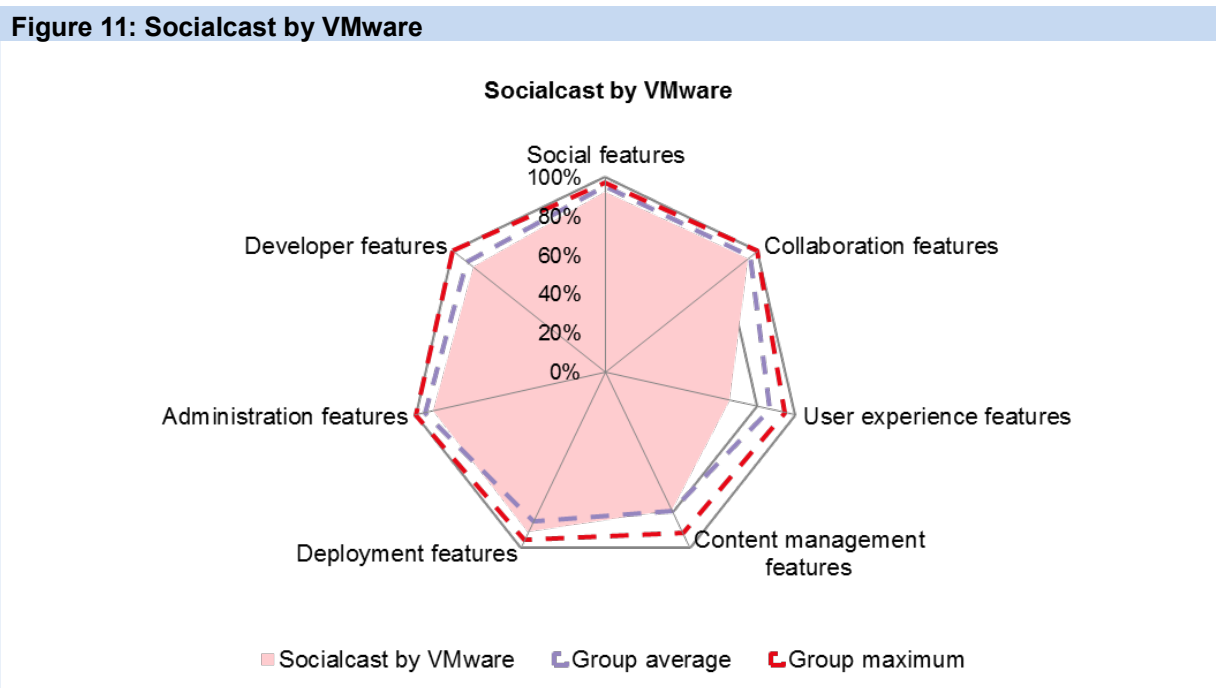 Figure 11: Socialcast by VMware
Socialcast by VMware
Social features
100%
80%
Developer features
Collaboration features
60%
40%
20%
0%
Administration features
User experience features
Deployment features
Content management
features
Socialcast by VMware
Group average
Group maximum